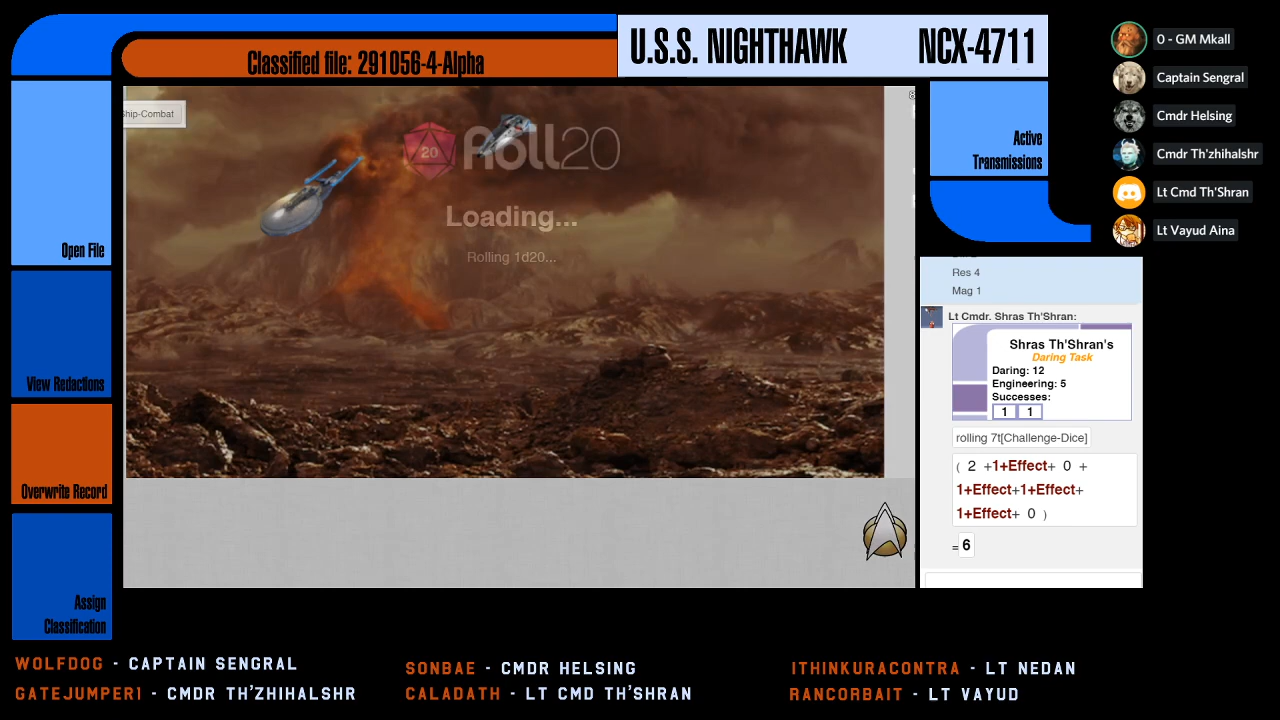 Classified file: 291056-4-Alpha
U.S.S. NIGHTHAWK NCX-4711
Ship-Combat
20
Roll20
Loading...
Rolling 1d20...
Open File
View Redactions
Overwrite Record
Assign
Classification
Active
Transmissions
0 - GM Mkall
Captain Sengral
Cmdr Helsing
Cmdr Th'zhihalshr
Lt Cmd Th'Shran
Lt Vayud Aina
Res 4
Mag 1
Lt Cmdr. Shras Th'Shran:
Shras Th'Shran's
Daring Task
Daring: 12
Engineering: 5
Successes:
1 1
rolling 7t[Challenge-Dice]
( 2 +1+Effect+ 0 +
1+Effect+1+Effect+
1+Effect+ 0 )
=6
WOLFDOG - CAPTAIN SENGRAL
SONBAE - CMDR HELSING
ITHINKURACONTRA - LT NEDAN
GATEJUMPER1 - CMDR TH'ZHIHALSHR
CALADATH - LT CMD TH'SHRAN
RANCORBAIT - LT VAYUD